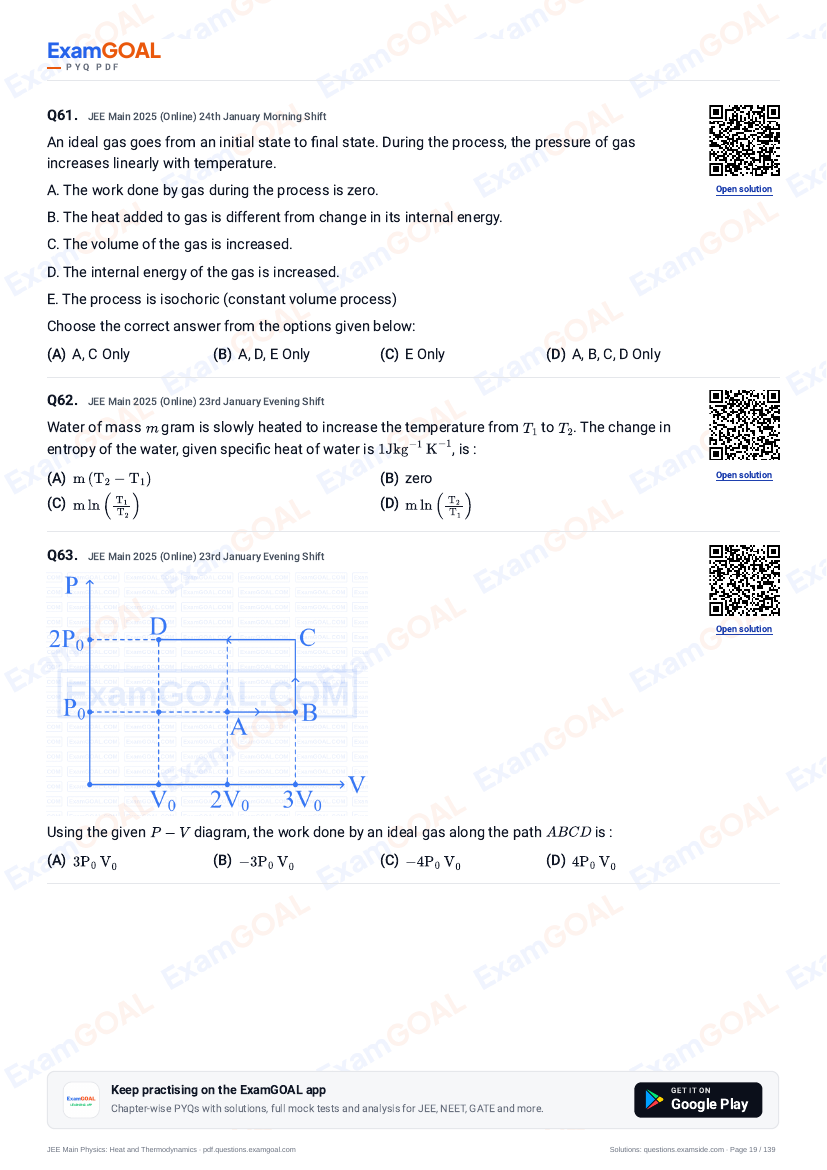 ExamGOAL
PYQ PDF
Q61. JEE Main 2025 (Online) 24th January Morning Shift
An ideal gas goes from an initial state to final state. During the process, the pressure of gas
increases linearly with temperature.
A. The work done by gas during the process is zero.
B. The heat added to gas is different from change in its internal energy.
C. The volume of the gas is increased.
D. The internal energy of the gas is increased.
E. The process is isochoric (constant volume process)
Choose the correct answer from the options given below:
(A) A, C Only (B) A, D, E Only (C) E Only (D) A, B, C, D Only
Open solution
Q62. JEE Main 2025 (Online) 23rd January Evening Shift
Water of mass m gram is slowly heated to increase the temperature from T₁ to T₂. The change in
entropy of the water, given specific heat of water is 1Jkg⁻¹ K⁻¹, is :
(A) m (T₂ − T₁) (B) zero
(C) m ln (T₁/T₂) (D) m ln (T₂/T₁)
Open solution
Q63. JEE Main 2025 (Online) 23rd January Evening Shift
Open solution
P
D
2P₀ C
ExamGOAL.COM
P₀ B
A
V
V₀ 2V₀ 3V₀
Using the given P − V diagram, the work done by an ideal gas along the path ABCD is :
(A) 3P₀ V₀ (B) −3P₀ V₀ (C) −4P₀ V₀ (D) 4P₀ V₀
Keep practising on the ExamGOAL app
Chapter-wise PYQs with solutions, full mock tests and analysis for JEE, NEET, GATE and more.
GET IT ON
Google Play
JEE Main Physics: Heat and Thermodynamics · pdf.questions.examgoal.com Solutions: questions.examside.com · Page 19 / 139